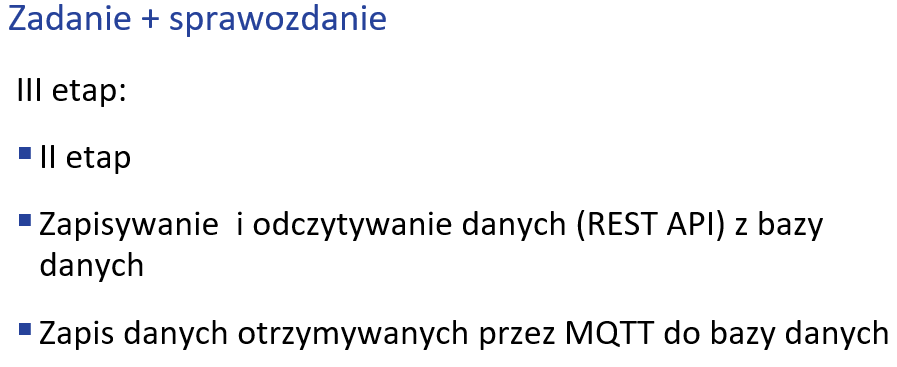 Zadanie + sprawozdanie
III etap:
▪ II etap
▪ Zapisywanie  i odczytywanie danych (REST API) z bazy
danych
▪ Zapis danych otrzymywanych przez MQTT do bazy danych